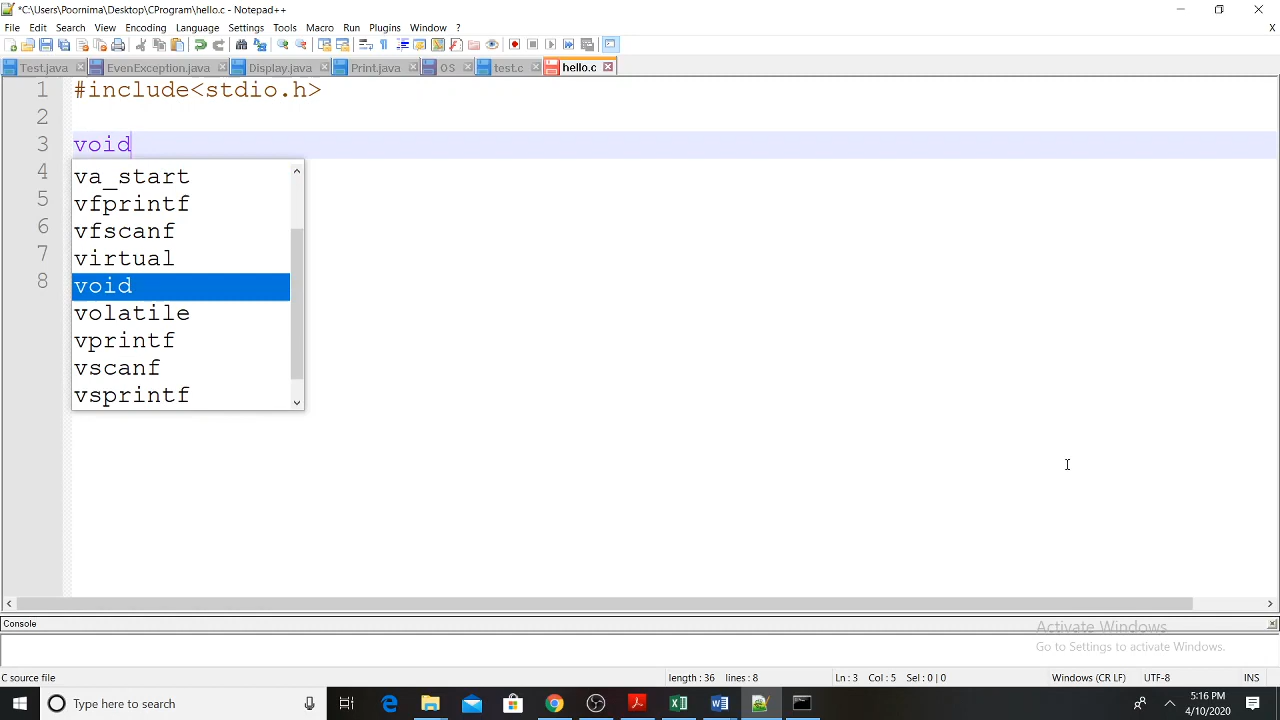 *C:\Users\Poornima\Desktop\CProgram\hello.c - Notepad++
File Edit Search View Encoding Language Settings Tools Macro Run Plugins Window ? X
Test.java EvenException.java Display.java Print.java OS test.c hello.c
1 #include<stdio.h>
2
3 void
4 va_start
5 vfprintf
6 vfscanf
7 virtual
8 void
volatile
vprintf
vscanf
vsprintf
Console
Activate Windows
Go to Settings to activate Windows.
C source file length : 36 lines : 8 Ln : 3 Col : 5 Sel : 0 | 0 Windows (CR LF) UTF-8 INS
Type here to search
5:16 PM
4/10/2020